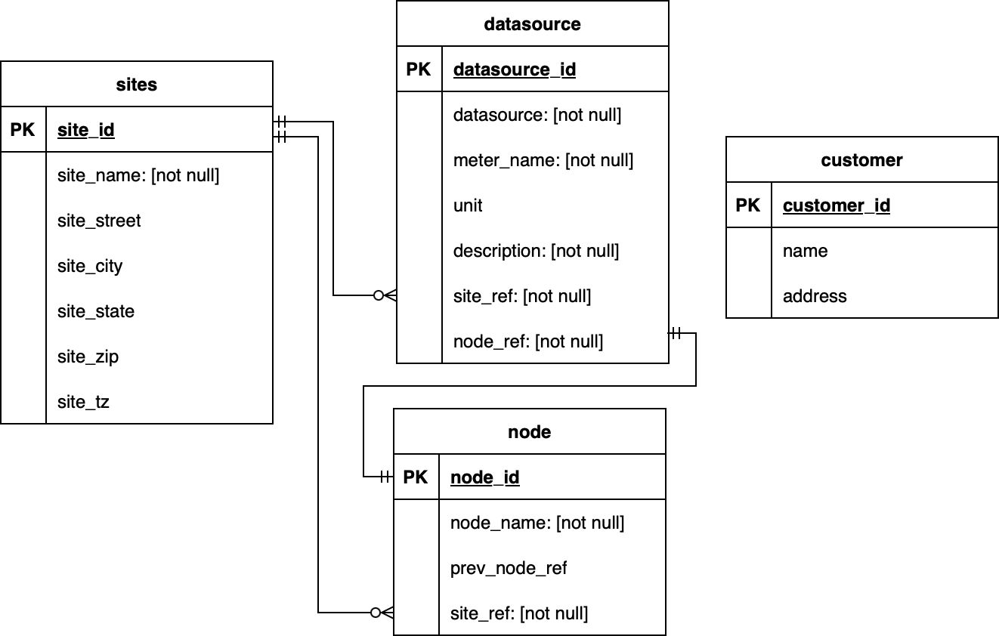 sites
PK site_id
site_name: [not null]
site_street
site_city
site_state
site_zip
site_tz
datasource
PK datasource_id
datasource: [not null]
meter_name: [not null]
unit
description: [not null]
site_ref: [not null]
node_ref: [not null]
node
PK node_id
node_name: [not null]
prev_node_ref
site_ref: [not null]
customer
PK customer_id
name
address